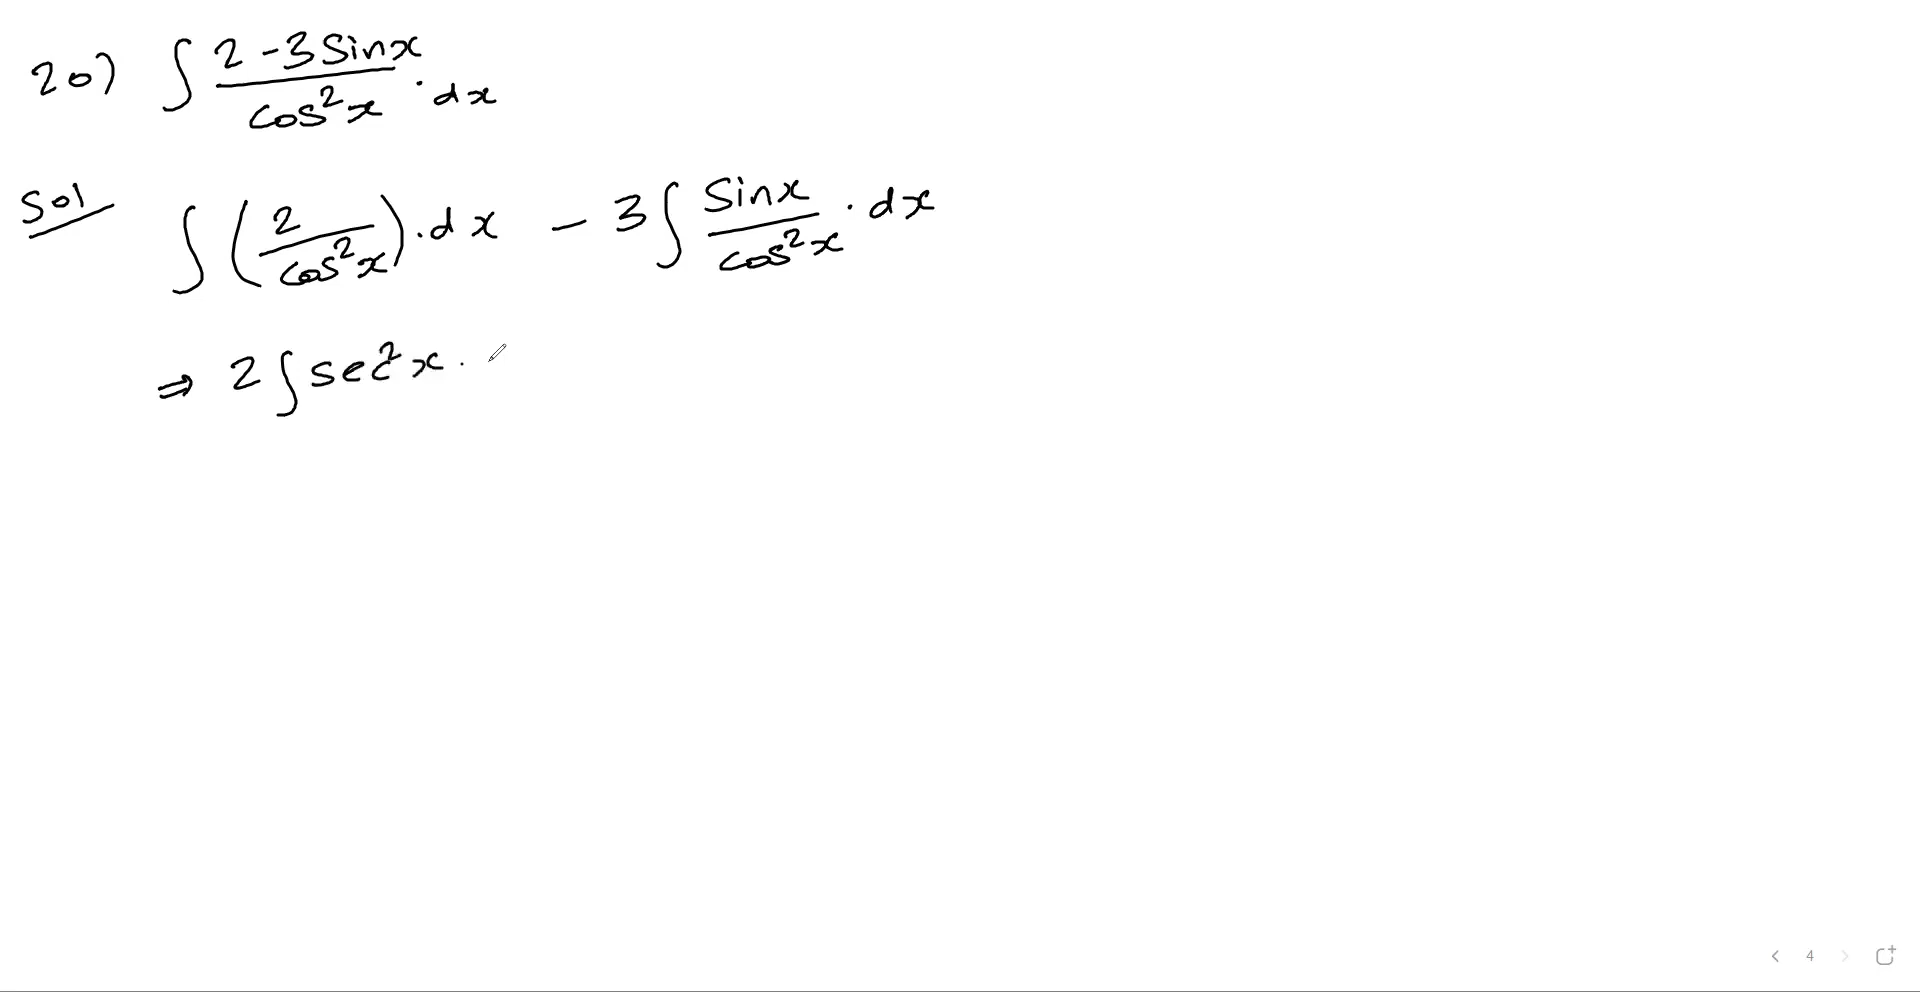 20) ∫ (2 - 3 Sinx)/(cos²x) · dx
Sol ∫ (2/(cos²x)) · dx - 3 ∫ (Sinx)/(cos²x) · dx
⇒ 2 ∫ sec²x ·
4